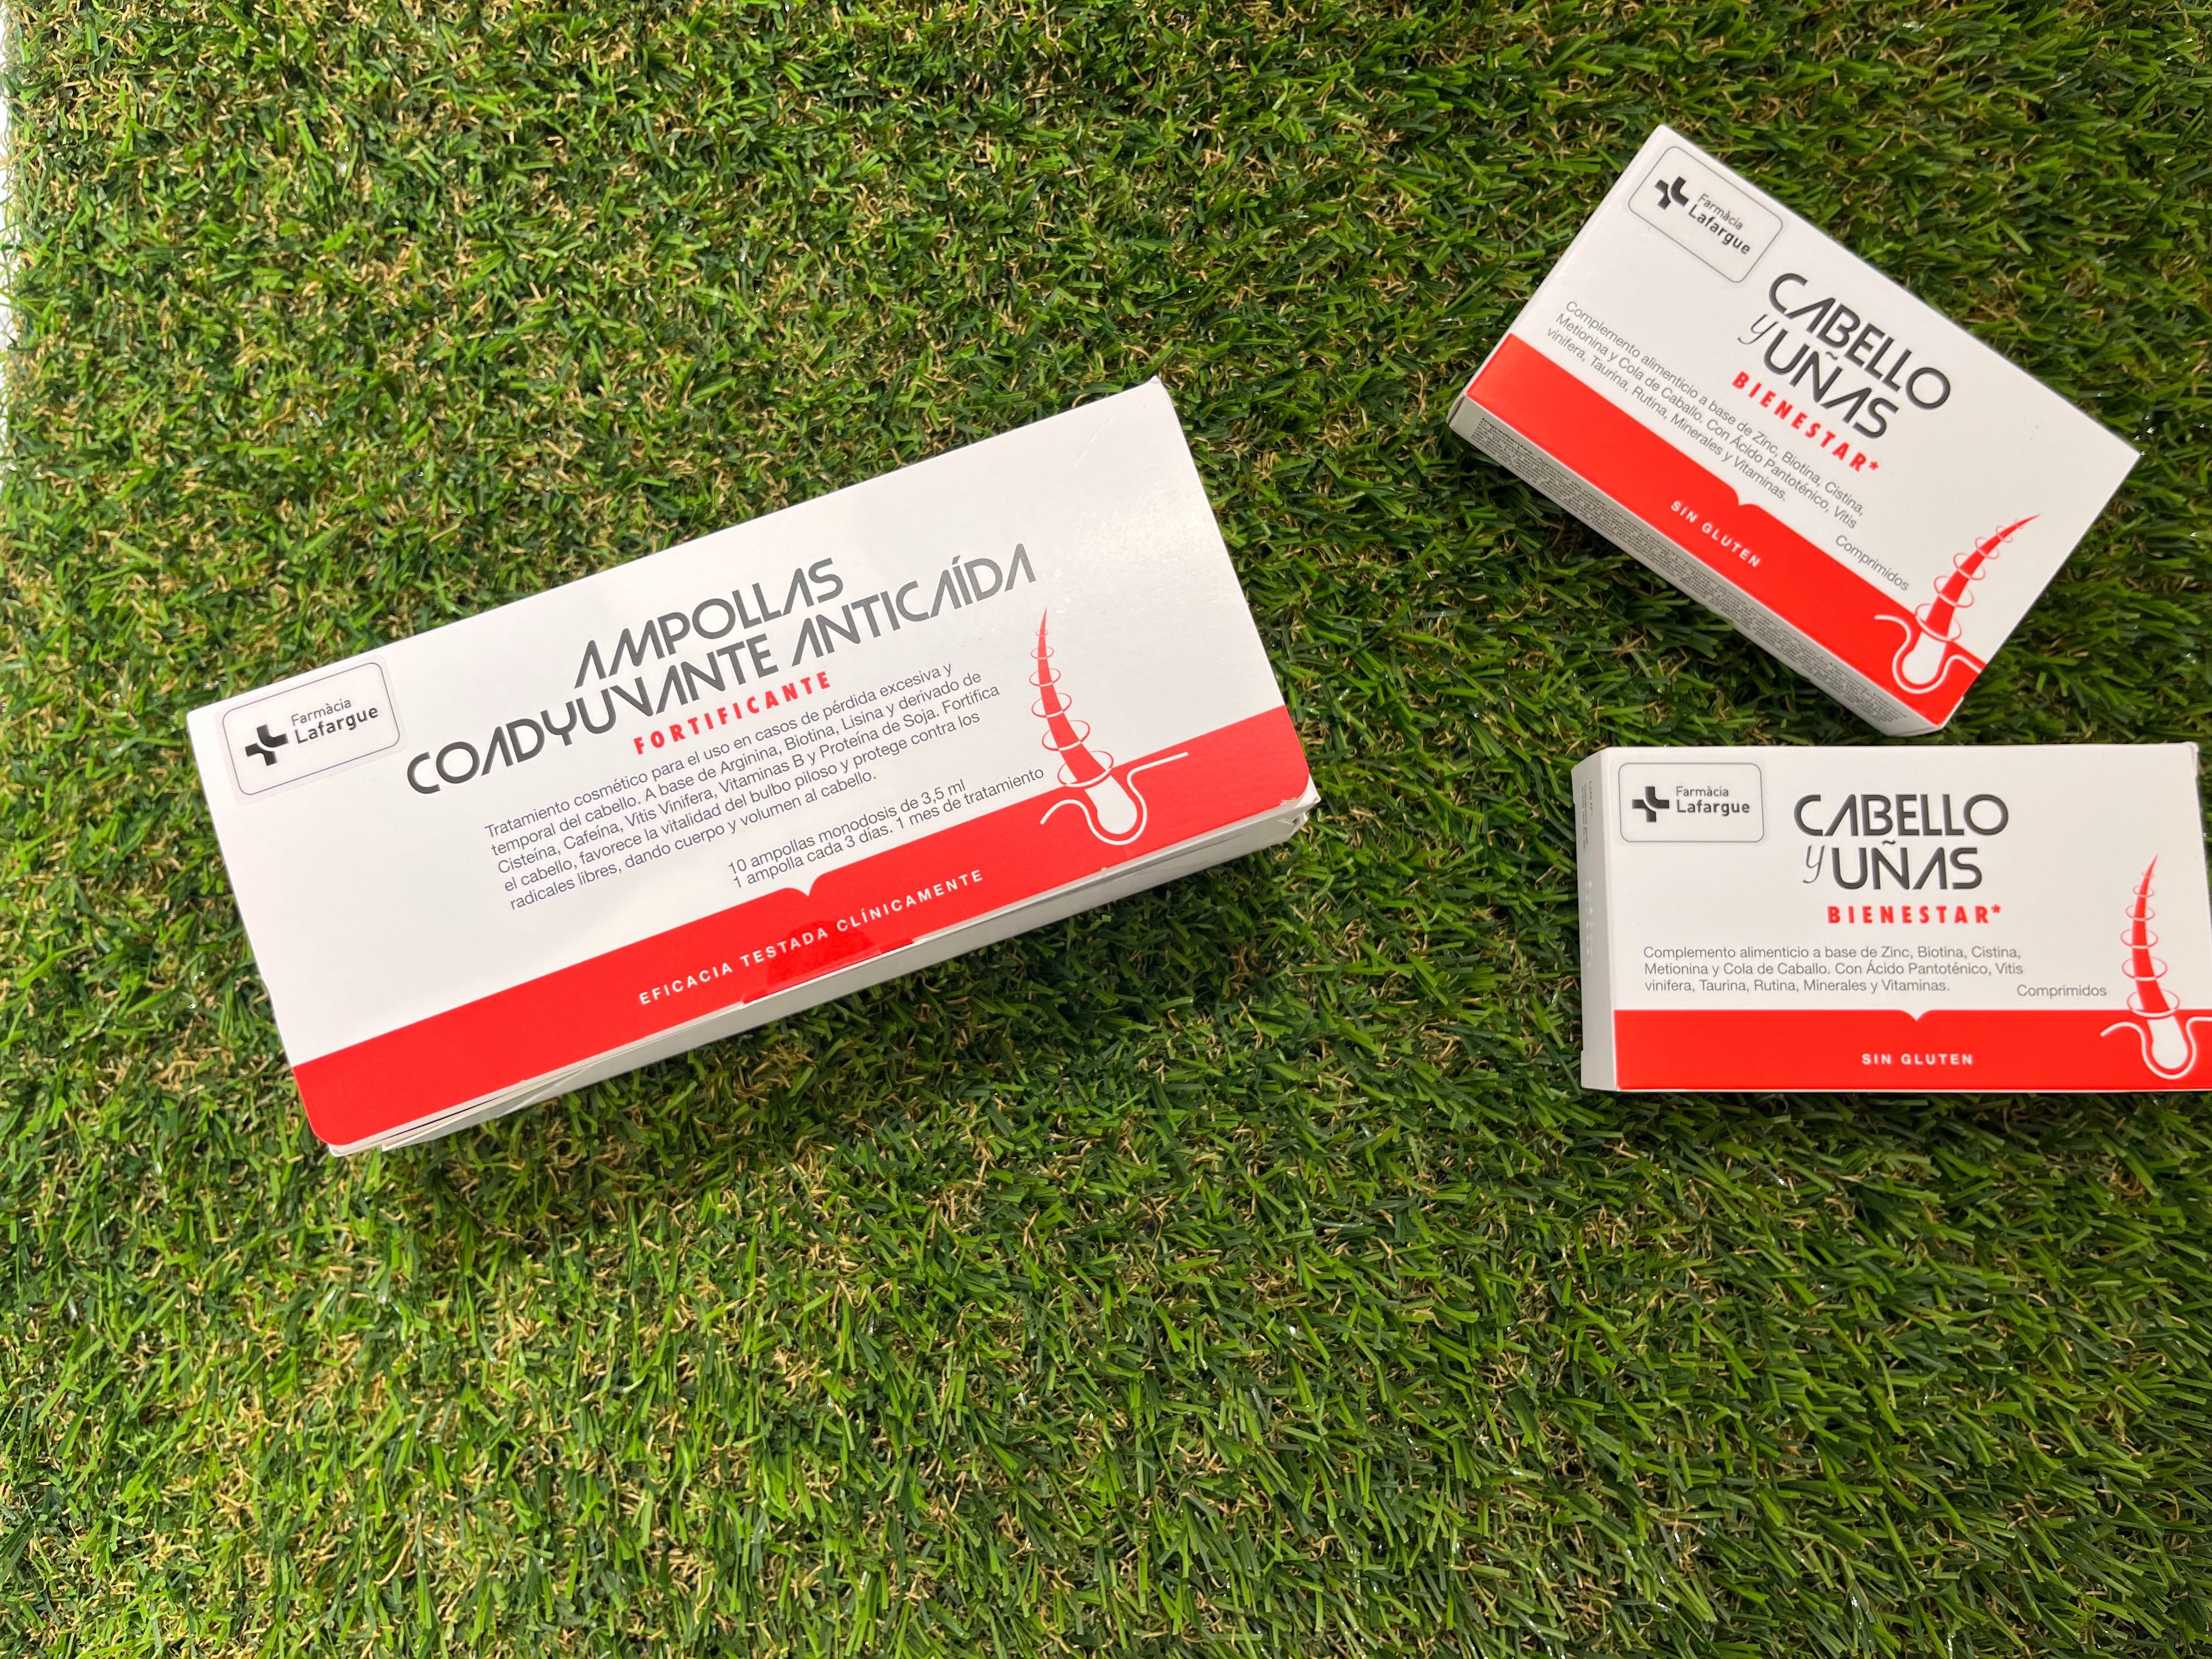 Farmàcia
Lafargue
AMPOLLAS
COADYUVANTE ANTICAÍDA
FORTIFICANTE
Tratamiento cosmético para el uso en casos de pérdida excesiva y
temporal del cabello. A base de Arginina, Biotina, Lisina y derivado de
Cisteína, Cafeína, Vitis Vinífera, Vitaminas B y Proteína de Soja. Fortifica
el cabello, favorece la vitalidad del bulbo piloso y protege contra los
radicales libres, dando cuerpo y volumen al cabello.
10 ampollas monodosis de 3,5 ml
1 ampolla cada 3 días. 1 mes de tratamiento
EFICACIA TESTADA CLÍNICAMENTE
Farmàcia
Lafargue
CABELLO
y UÑAS
BIENESTAR*
Complemento alimenticio a base de Zinc, Biotina, Cistina,
Metionina y Cola de Caballo. Con Ácido Pantoténico, Vitis
vinifera, Taurina, Rutina, Minerales y Vitaminas.
Comprimidos
SIN GLUTEN
Farmàcia
Lafargue
CABELLO
y UÑAS
BIENESTAR*
Complemento alimenticio a base de Zinc, Biotina, Cistina,
Metionina y Cola de Caballo. Con Ácido Pantoténico, Vitis
vinifera, Taurina, Rutina, Minerales y Vitaminas.
Comprimidos
SIN GLUTEN